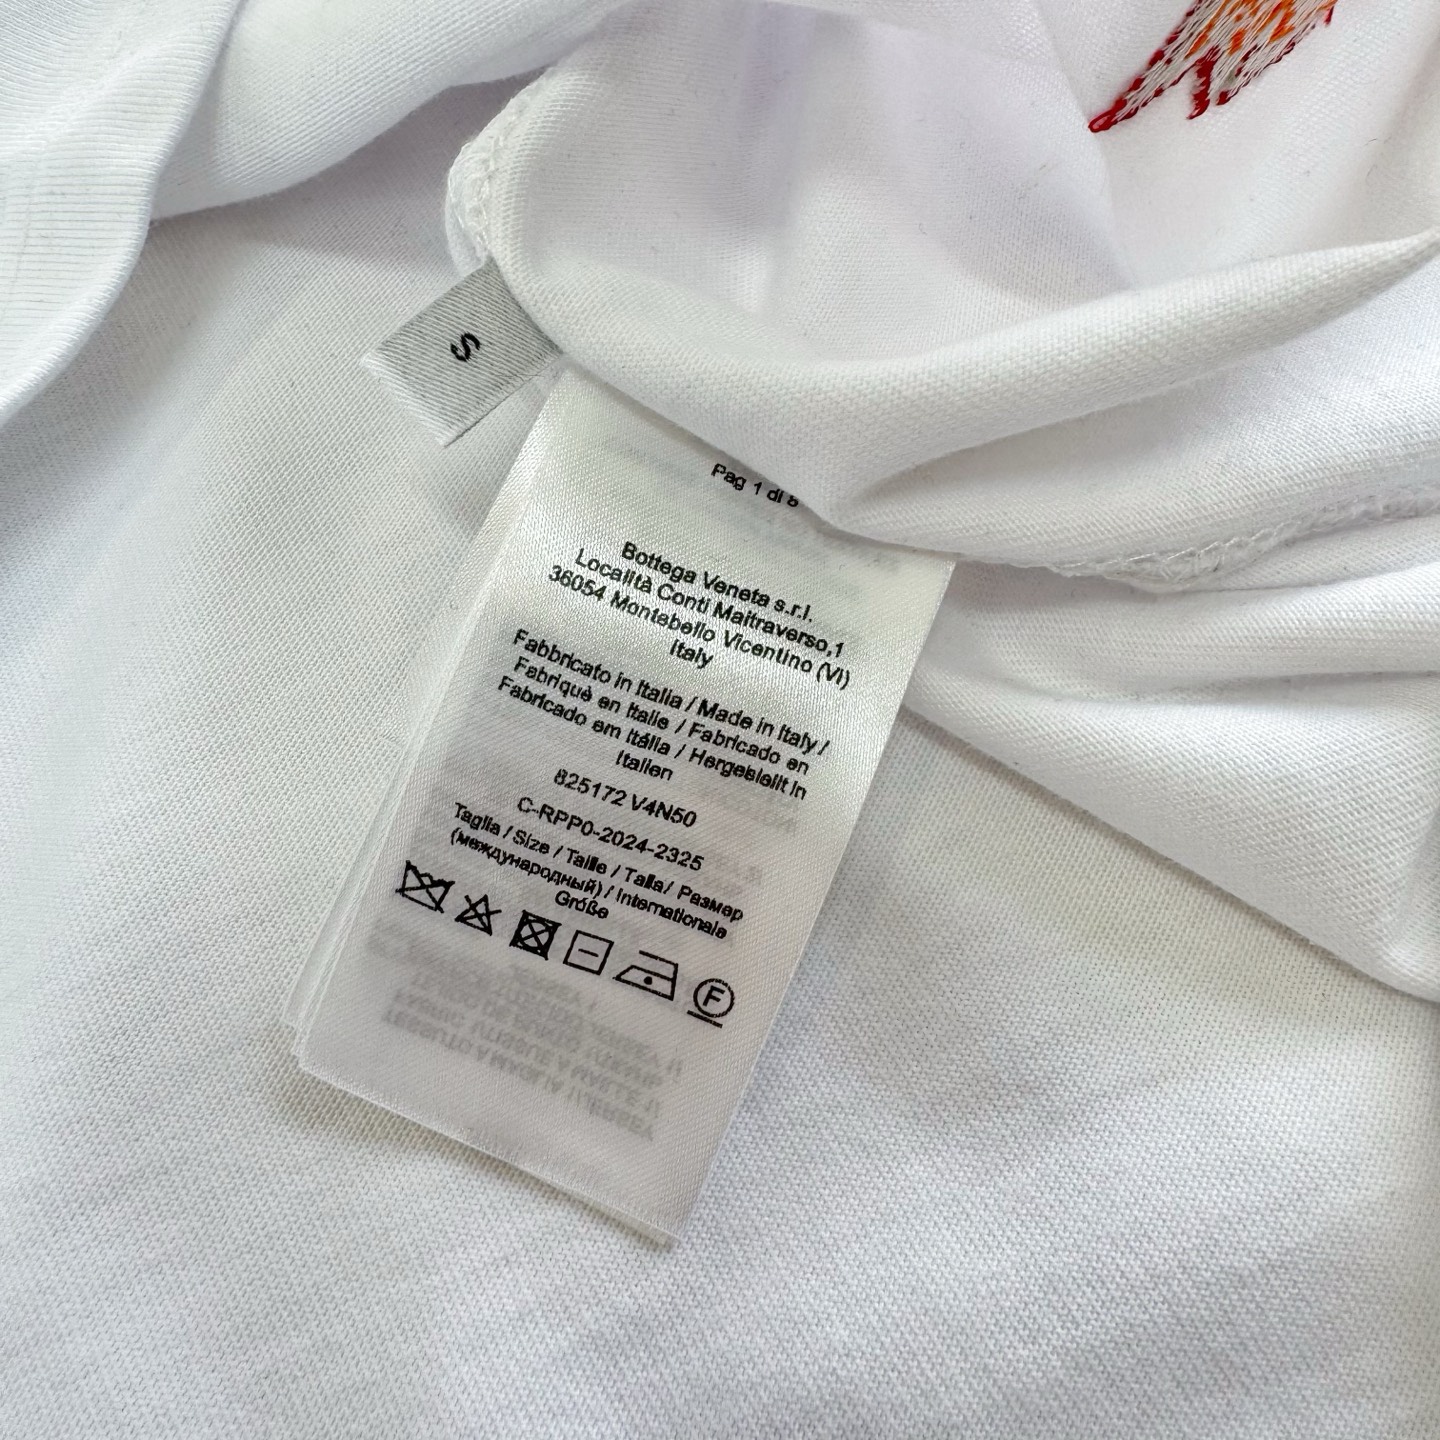 S
Pag 1 di 8
Bottega Veneta s.r.l.
Località Conti Maitraverso,1
36054 Montebello Vicentino (VI)
Italy
Fabbricato in Italia / Made in Italy /
Fabriqué en Italie / Fabricado en
Fabricado em Itália / Hergestellt in
Italien
825172 V4N50
C-RPP0-2024-2325
Taglia / Size / Taille / Talla / Размер
(международный) / Internationale
Größe
F